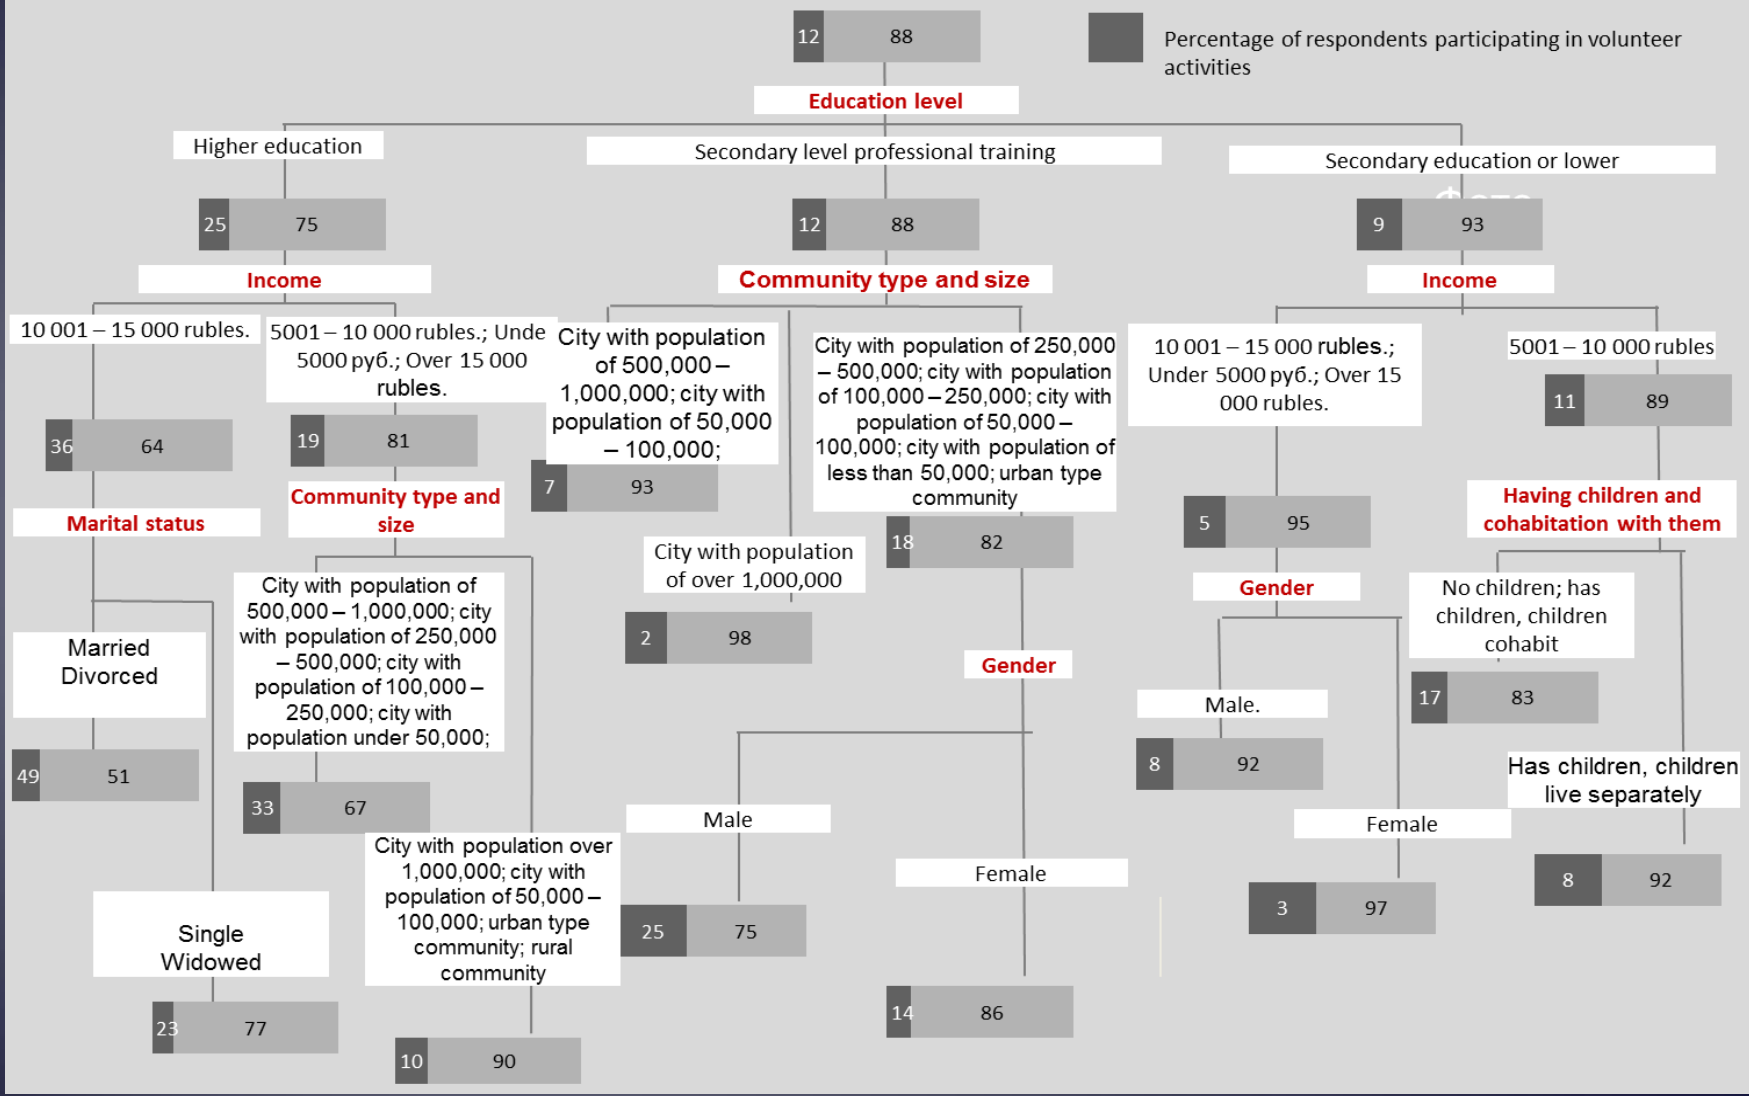 12 88
Percentage of respondents participating in volunteer
activities
Education level
Higher education
Secondary level professional training
Secondary education or lower
25 75
12 88
9 93
Income
Community type and size
Income
10 001 – 15 000 rubles.
5001 – 10 000 rubles.; Unde
5000 руб.; Over 15 000
rubles.
City with population
of 500,000 –
1,000,000; city with
population of 50,000
– 100,000;
City with population of 250,000
– 500,000; city with population
of 100,000 – 250,000; city with
population of 50,000 –
100,000; city with population of
less than 50,000; urban type
community
10 001 – 15 000 rubles.;
Under 5000 руб.; Over 15
000 rubles.
5001 – 10 000 rubles
36 64
19 81
7 93
18 82
5 95
11 89
Marital status
Community type and
size
City with population
of over 1,000,000
2 98
Gender
Having children and
cohabitation with them
Married
Divorced
49 51
Single
Widowed
23 77
City with population of
500,000 – 1,000,000; city
with population of 250,000
– 500,000; city with
population of 100,000 –
250,000; city with
population under 50,000;
33 67
City with population over
1,000,000; city with
population of 50,000 –
100,000; urban type
community; rural
community
10 90
Gender
Male
25 75
Female
14 86
Male.
8 92
Female
3 97
No children; has
children, children
cohabit
17 83
Has children, children
live separately
8 92